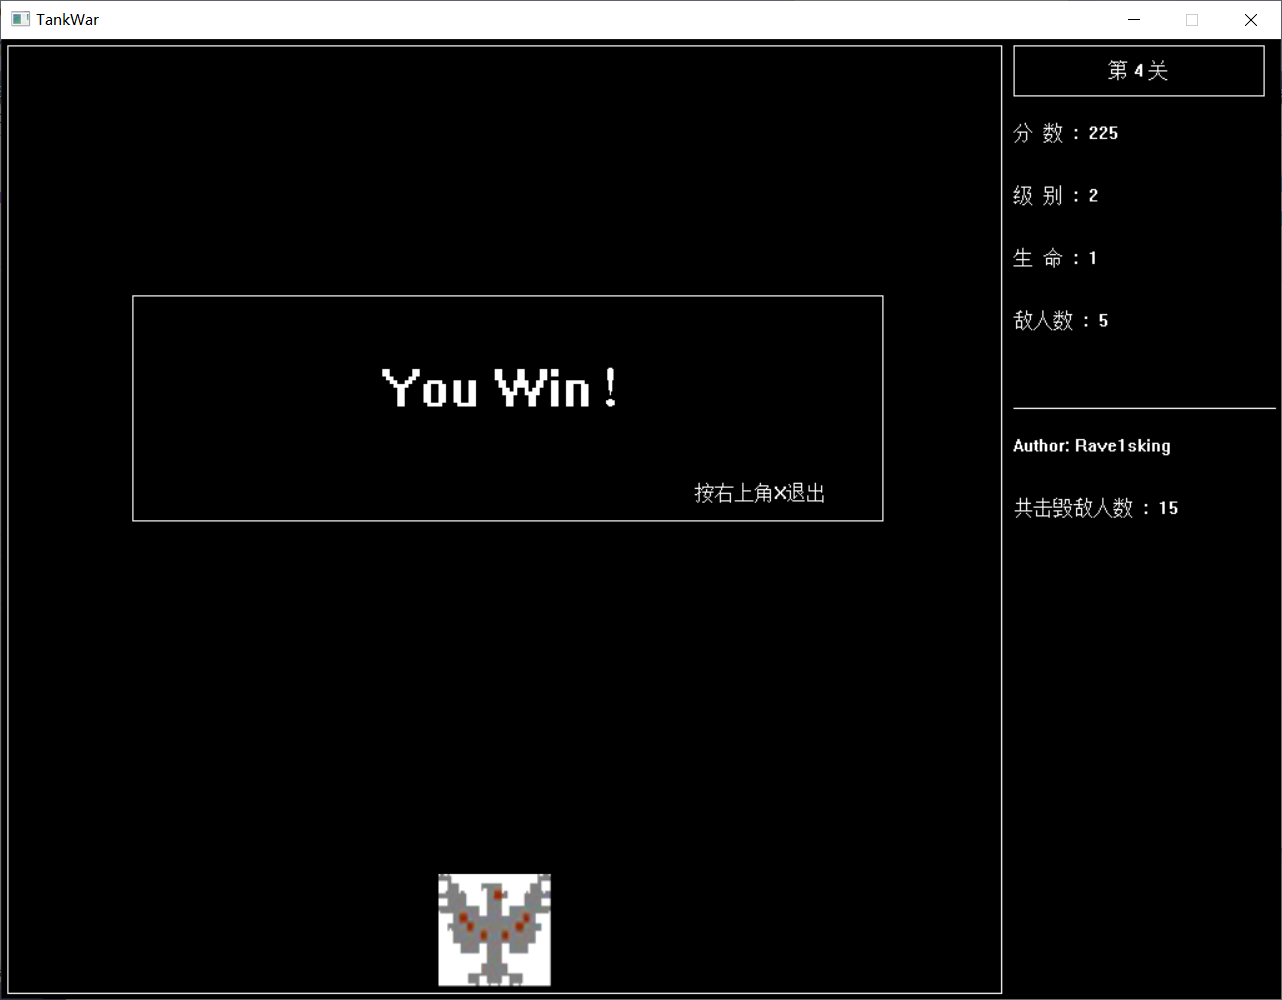 TankWar
第 4 关
分 数 : 225
级 别 : 2
生 命 : 1
敌人数 : 5
You Win !
按右上角X退出
Author: Rave1sking
共击毁敌人数 : 15